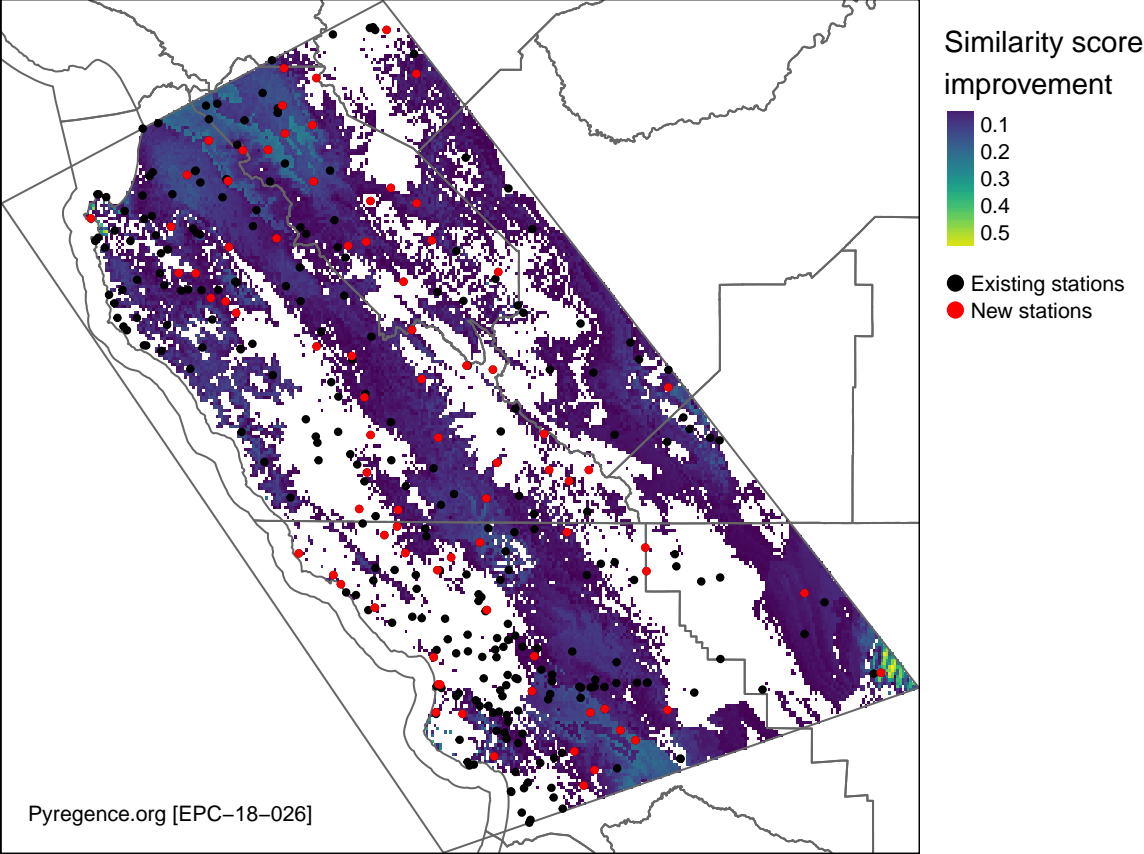 Similarity score
improvement
0.1
0.2
0.3
0.4
0.5
Existing stations
New stations
Pyregence.org [EPC−18−026]